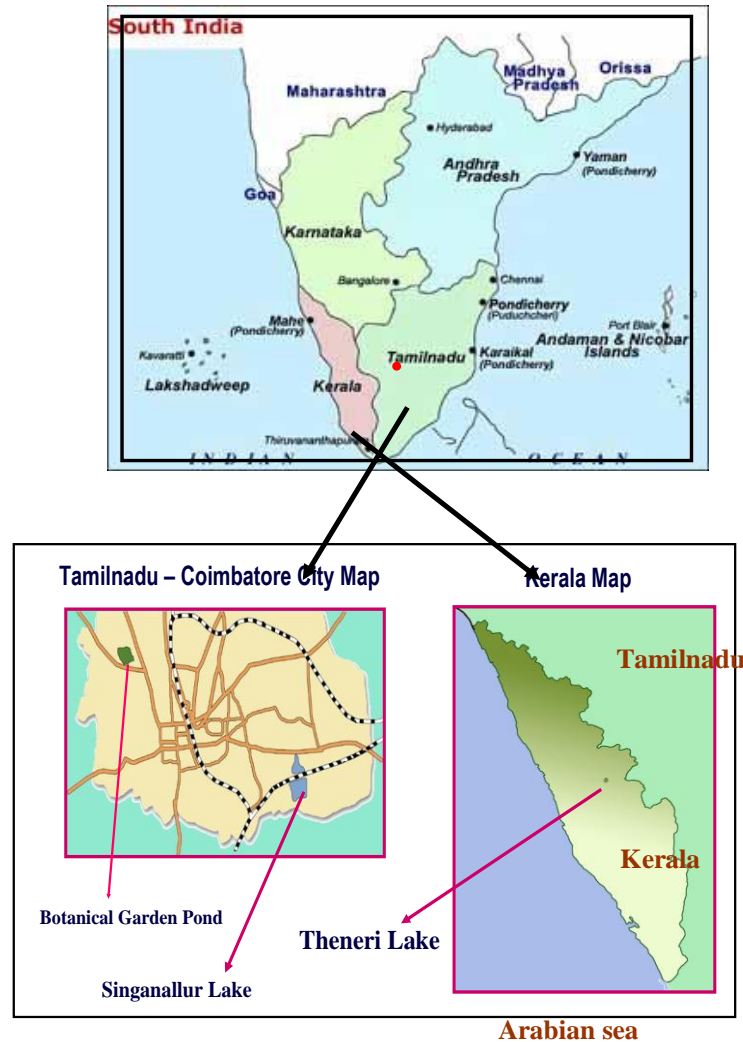 South India
Madhya
Pradesh
Orissa
Maharashtra
Hyderabad
Andhra
Pradesh
Yaman
(Pondicherry)
Goa
Karnataka
Bangalore
Chennai
Pondicherry
(Puduchcheri)
Mahe
(Pondicherry)
Port Blair
Andaman & Nicobar
Islands
Kavaratti
Lakshadweep
Tamilnadu
Karaikal
(Pondicherry)
Kerala
Thiruvananthapura
INDIAN
OCEAN
Tamilnadu – Coimbatore City Map
Kerala Map
Tamilnadu
Kerala
Botanical Garden Pond
Theneri Lake
Singanallur Lake
Arabian sea